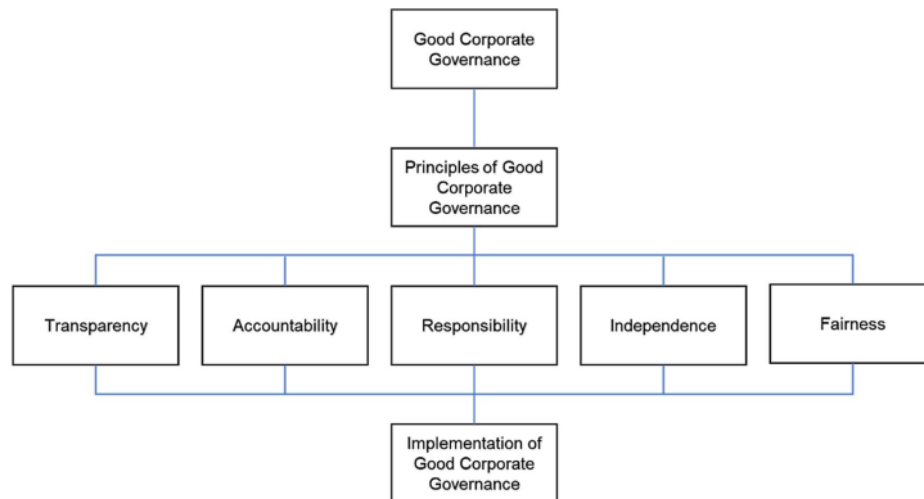 Good Corporate
Governance
Principles of Good
Corporate
Governance
Transparency
Accountability
Responsibility
Independence
Fairness
Implementation of
Good Corporate
Governance